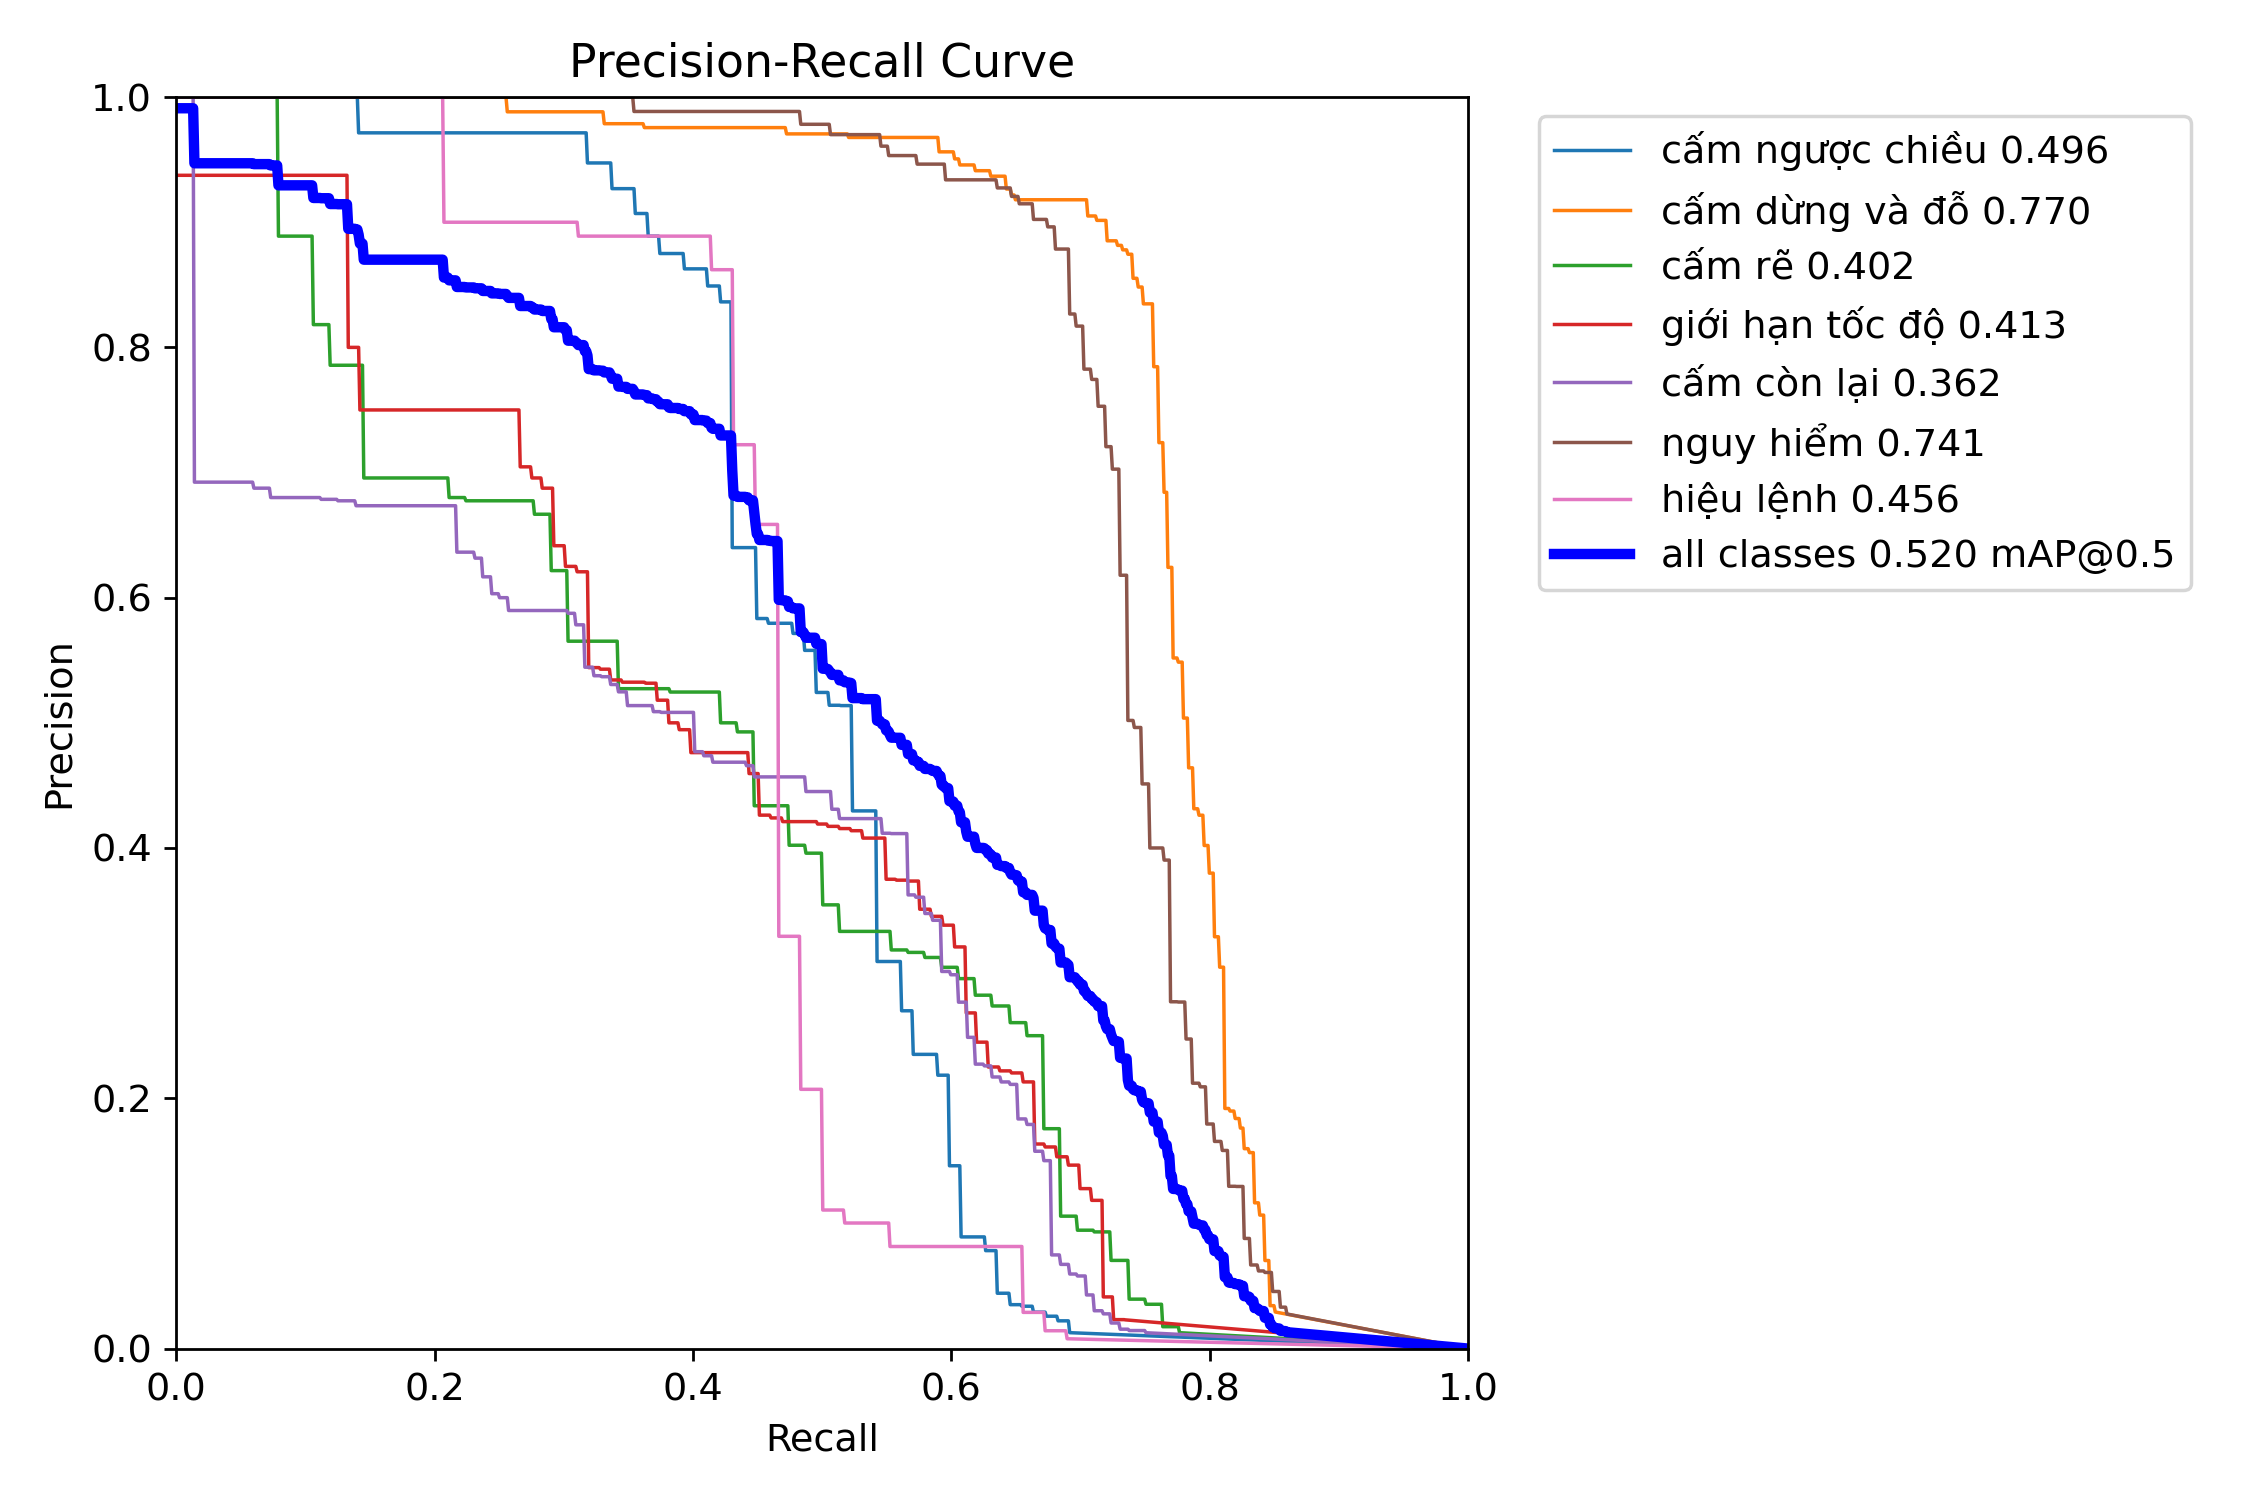 Precision-Recall Curve
1.0
0.8
0.6
0.4
0.2
0.0
Precision
0.0 0.2 0.4 0.6 0.8 1.0
Recall
cấm ngược chiều 0.496
cấm dừng và đỗ 0.770
cấm rẽ 0.402
giới hạn tốc độ 0.413
cấm còn lại 0.362
nguy hiểm 0.741
hiệu lệnh 0.456
all classes 0.520 mAP@0.5